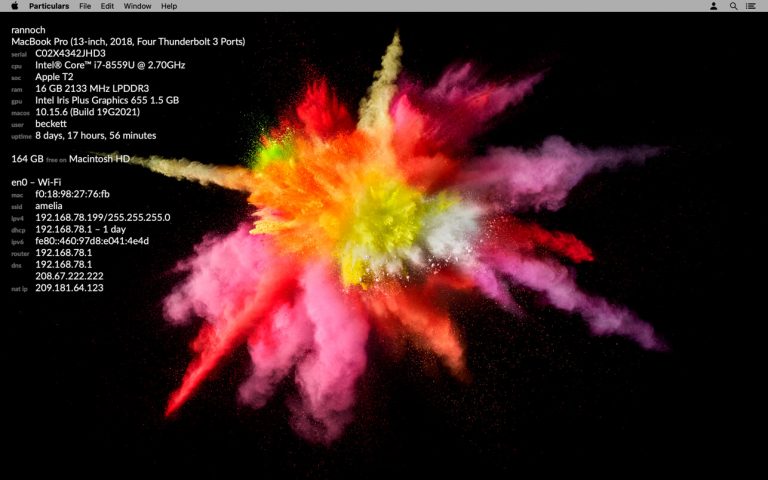 Particulars File Edit Window Help
rannoch
MacBook Pro (13-inch, 2018, Four Thunderbolt 3 Ports)
serial C02X4342JHD3
cpu Intel® Core™ i7-8559U @ 2.70GHz
soc Apple T2
ram 16 GB 2133 MHz LPDDR3
gpu Intel Iris Plus Graphics 655 1.5 GB
macos 10.15.6 (Build 19G2021)
user beckett
uptime 8 days, 17 hours, 56 minutes
164 GB free on Macintosh HD
en0 – Wi-Fi
mac f0:18:98:27:76:fb
ssid amelia
ipv4 192.168.78.199/255.255.255.0
dhcp 192.168.78.1 – 1 day
ipv6 fe80::460:97d8:e041:4e4d
router 192.168.78.1
dns 192.168.78.1
208.67.222.222
nat ip 209.181.64.123